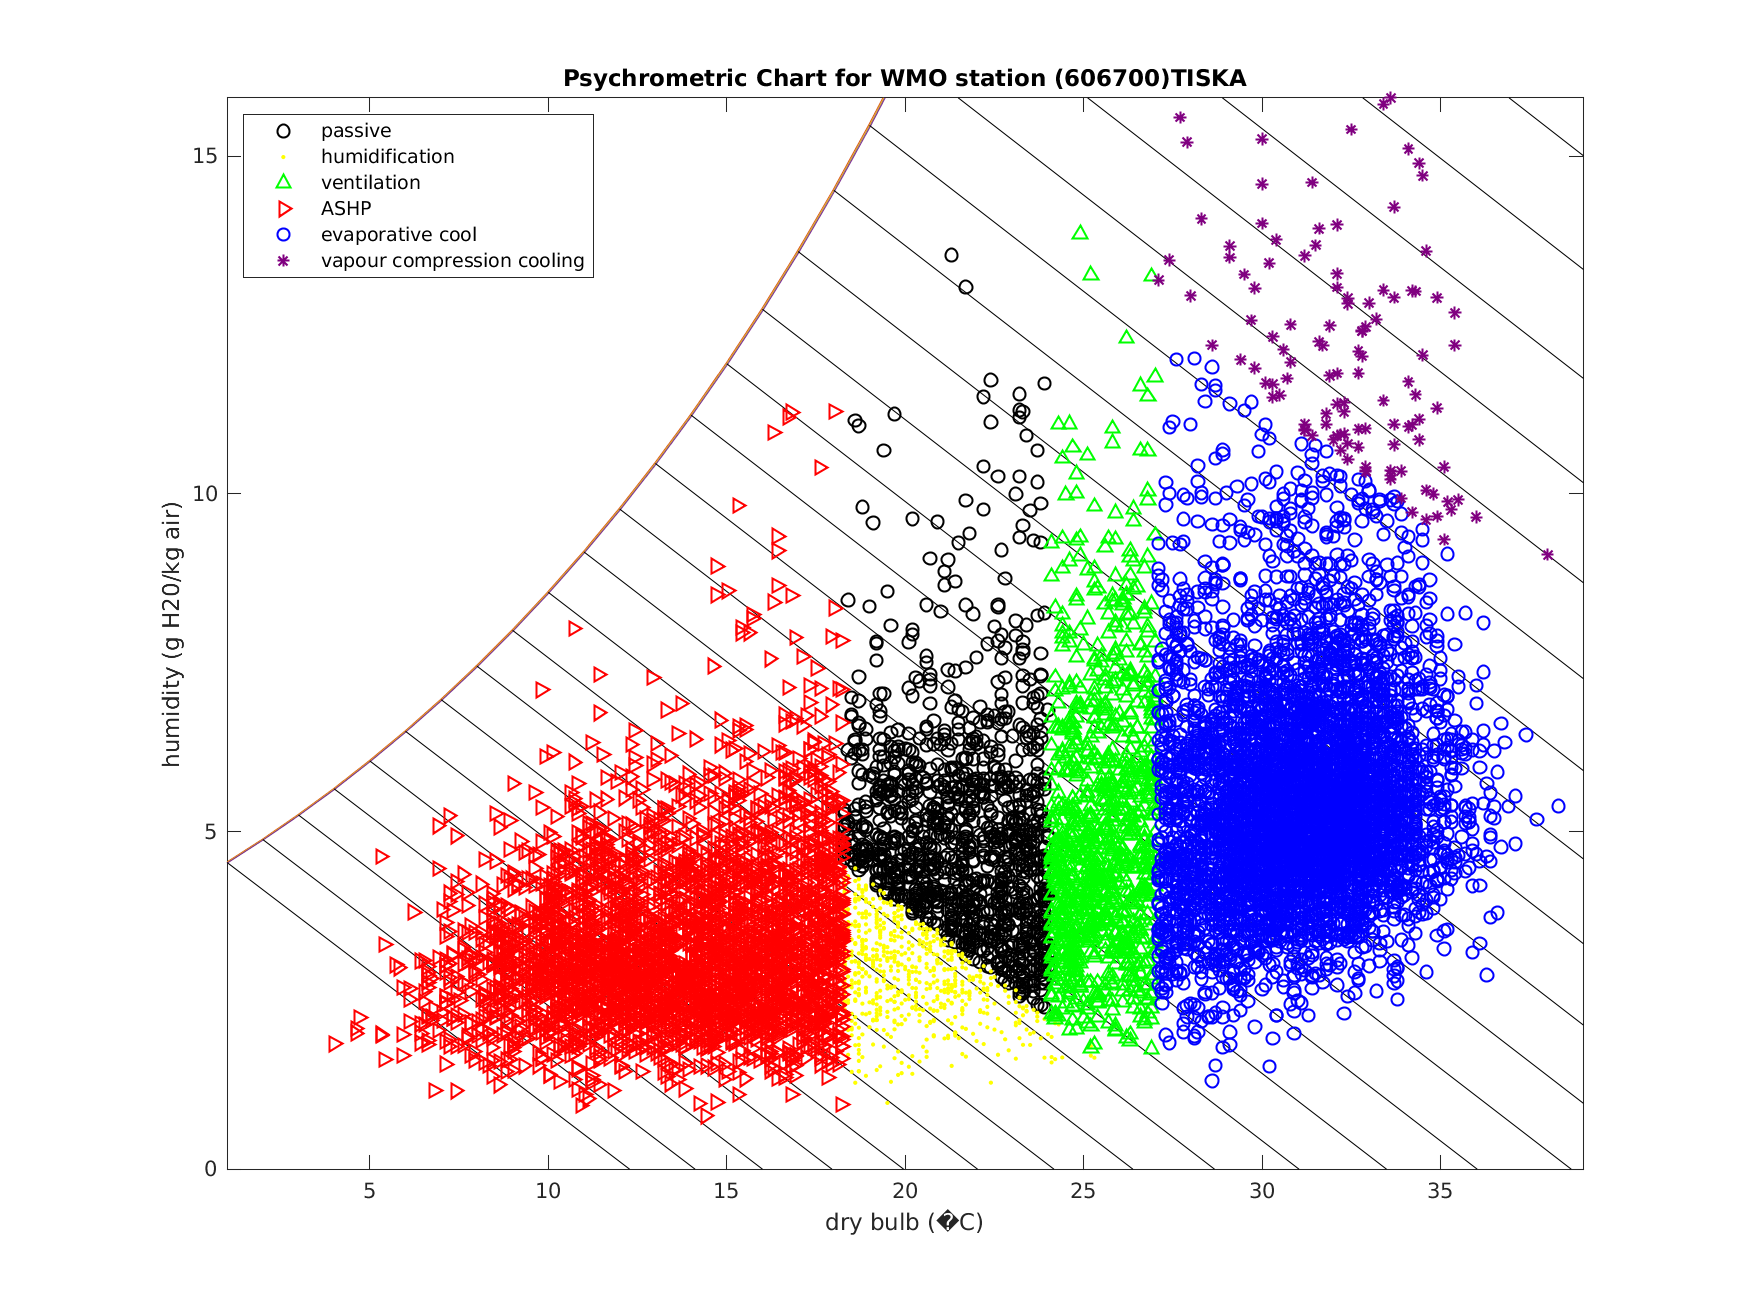 Psychrometric Chart for WMO station (606700)TISKA
passive
humidification
ventilation
ASHP
evaporative cool
vapour compression cooling
humidity (g H20/kg air)
15
10
5
0
5 10 15 20 25 30 35
dry bulb (�C)